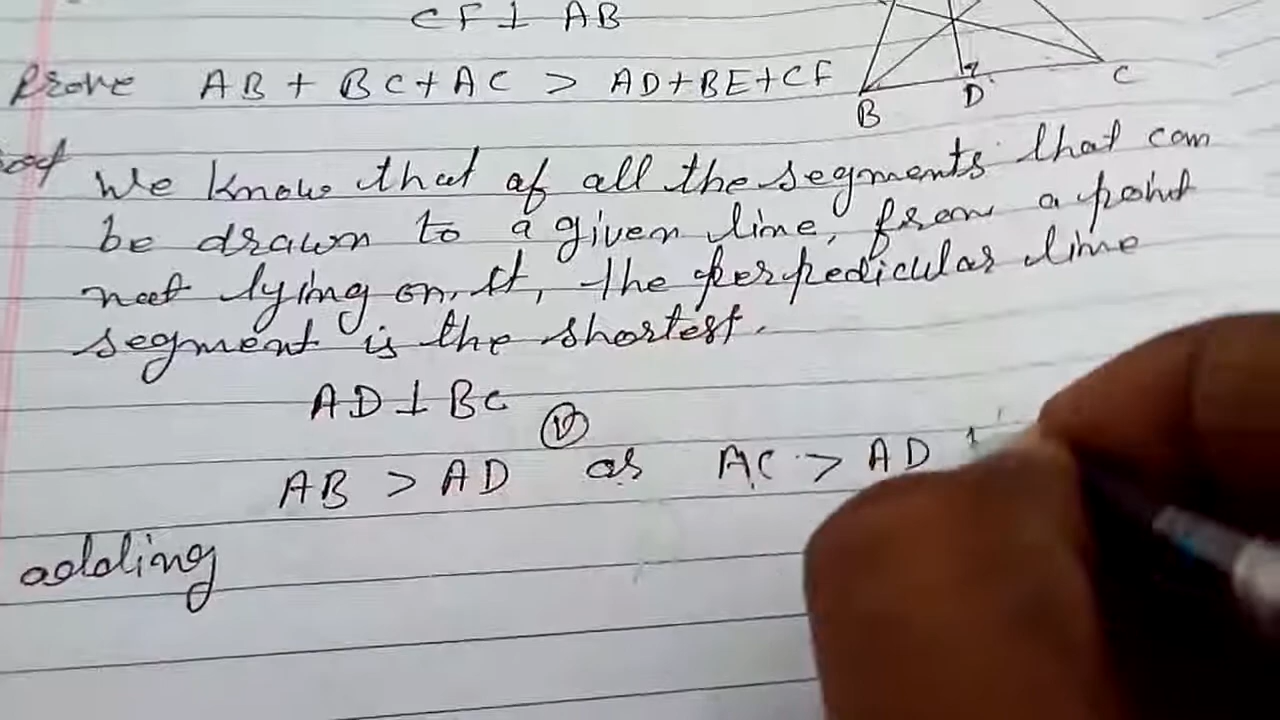 CF ⊥ AB
Prove AB + BC + AC > AD + BE + CF
B
D
C
We know that of all the segments that can
be drawn to a given line, from a point
not lying on it, the perpedicular line
segment is the shortest.
AD ⊥ BC
AB > AD as AC > AD
adding